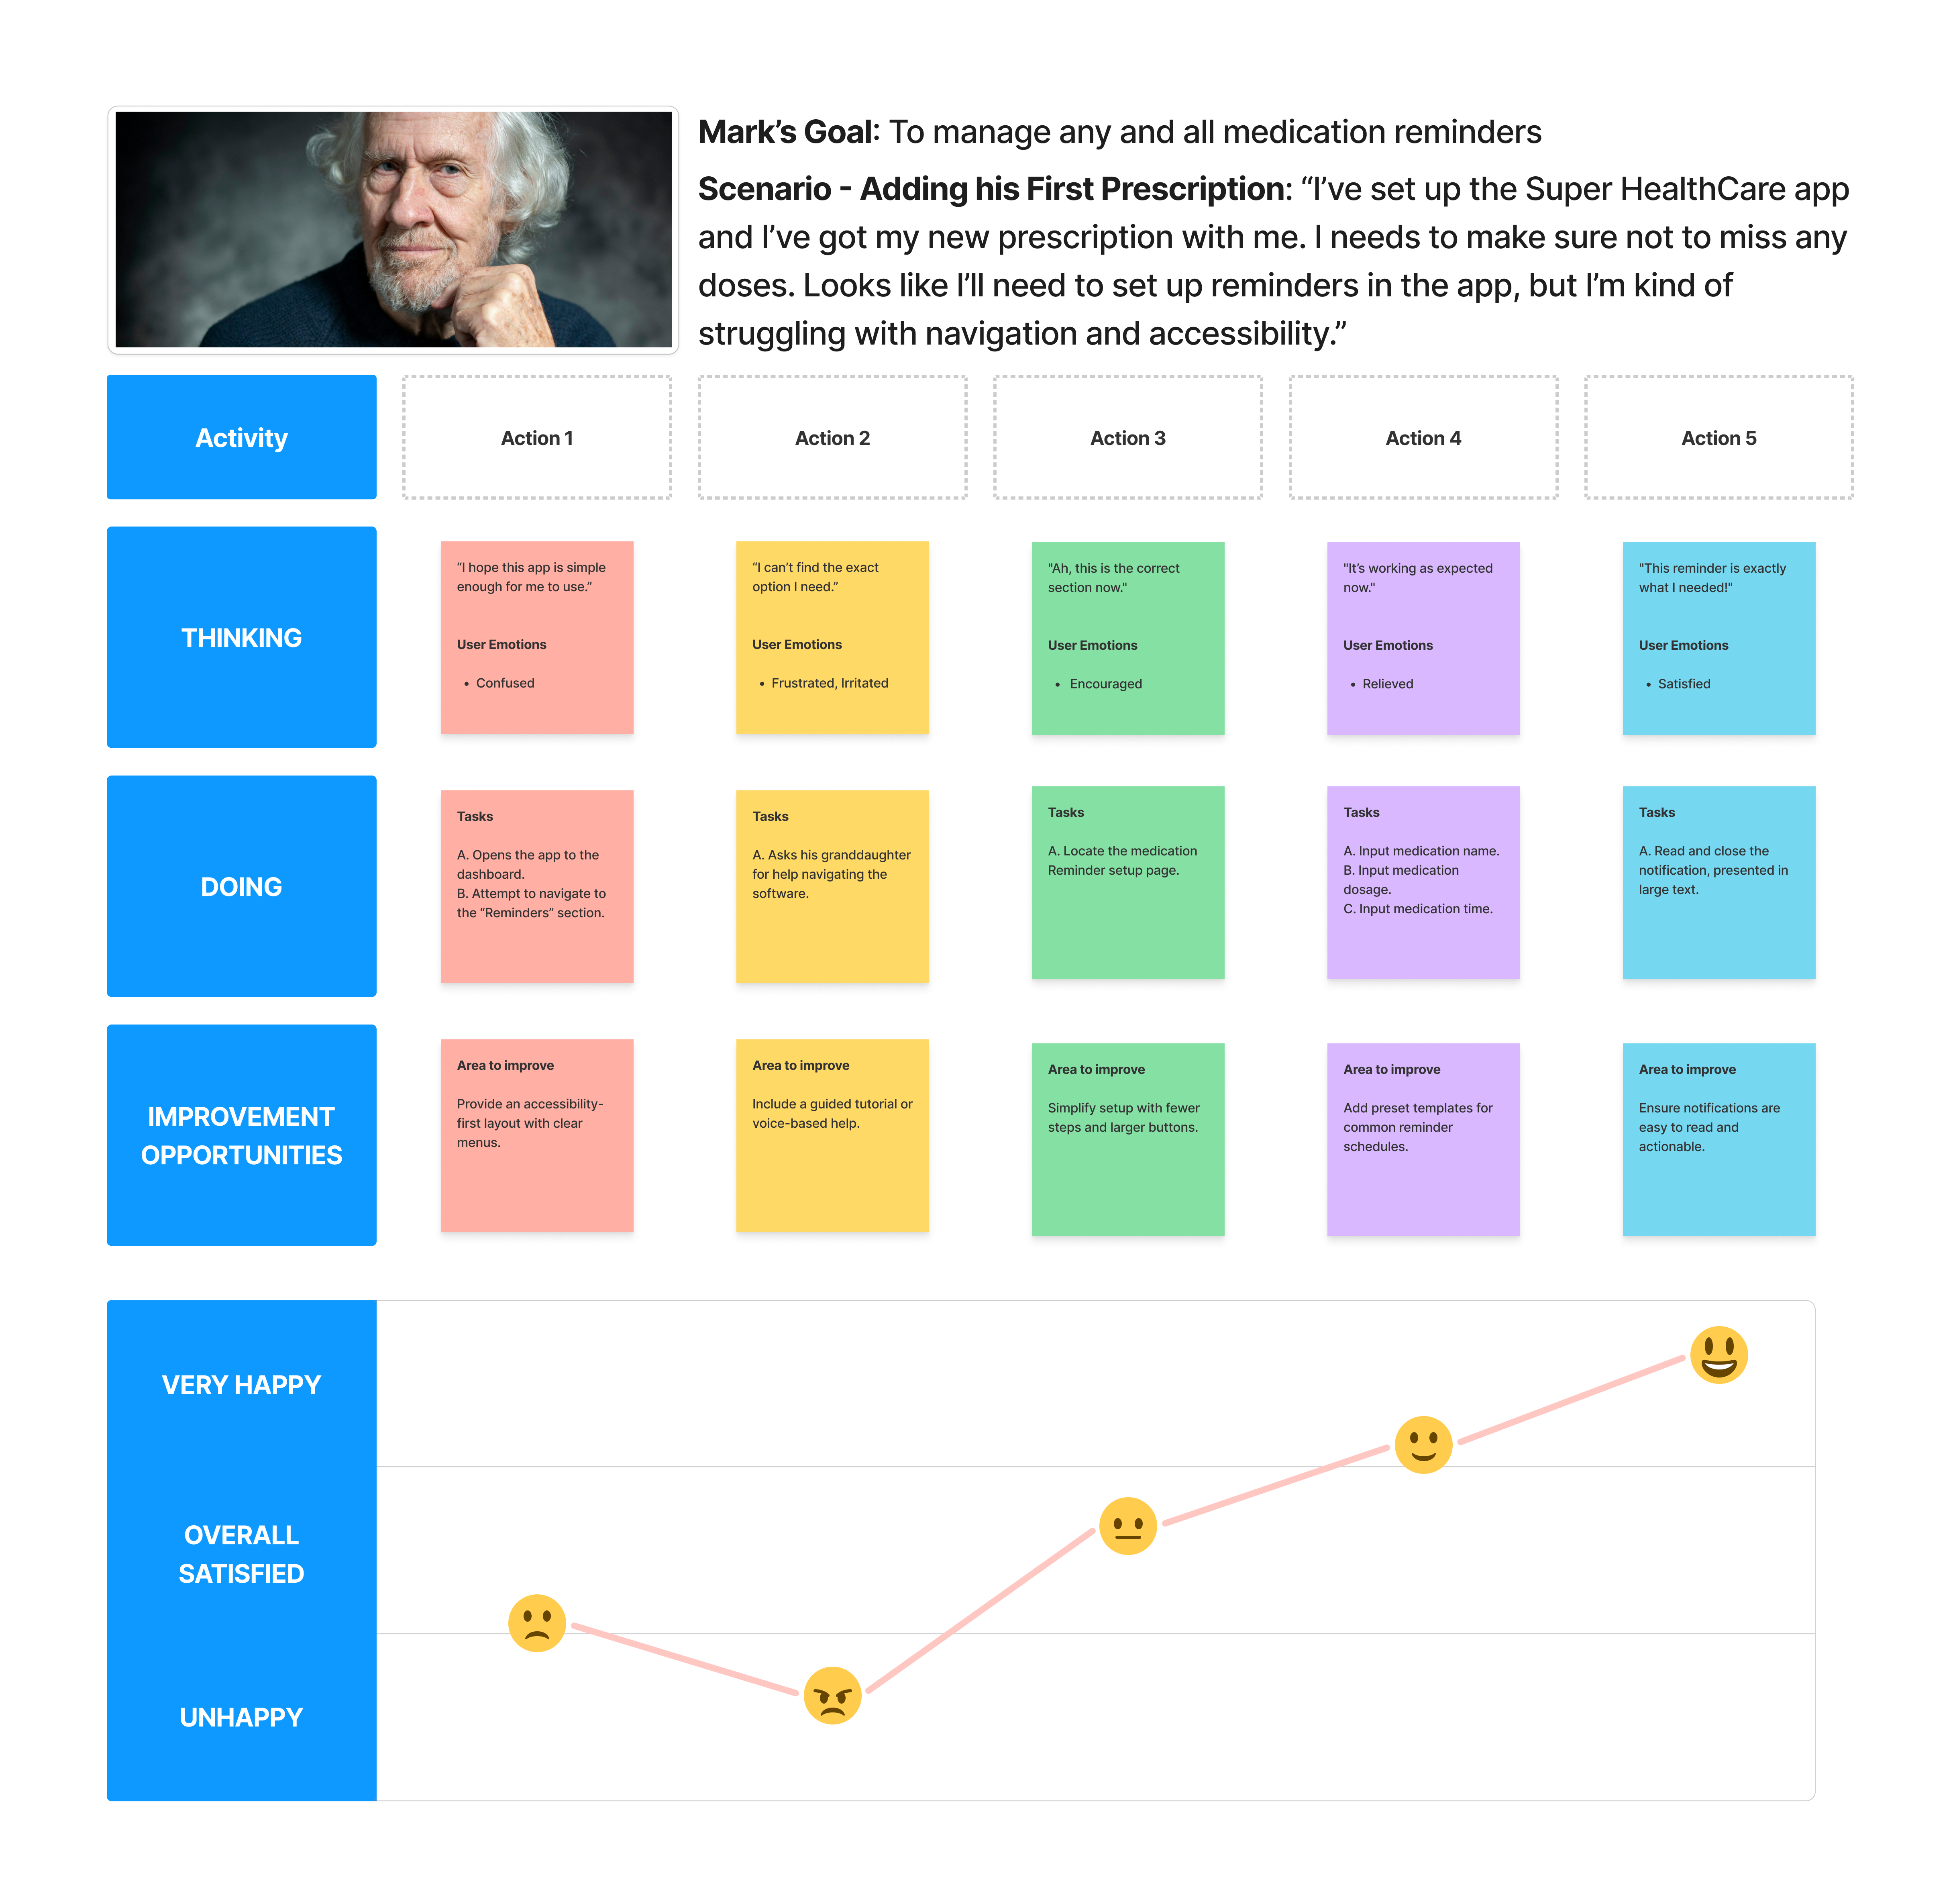 Mark’s Goal: To manage any and all medication reminders
Scenario - Adding his First Prescription: “I’ve set up the Super HealthCare app
and I’ve got my new prescription with me. I needs to make sure not to miss any
doses. Looks like I’ll need to set up reminders in the app, but I’m kind of
struggling with navigation and accessibility.”
Activity
Action 1
Action 2
Action 3
Action 4
Action 5
THINKING
“I hope this app is simple
enough for me to use.”
User Emotions
• Confused
“I can’t find the exact
option I need.”
User Emotions
• Frustrated, Irritated
"Ah, this is the correct
section now."
User Emotions
• Encouraged
"It’s working as expected
now."
User Emotions
• Relieved
"This reminder is exactly
what I needed!"
User Emotions
• Satisfied
DOING
Tasks
A. Opens the app to the
dashboard.
B. Attempt to navigate to
the “Reminders” section.
Tasks
A. Asks his granddaughter
for help navigating the
software.
Tasks
A. Locate the medication
Reminder setup page.
Tasks
A. Input medication name.
B. Input medication
dosage.
C. Input medication time.
Tasks
A. Read and close the
notification, presented in
large text.
IMPROVEMENT
OPPORTUNITIES
Area to improve
Provide an accessibility-
first layout with clear
menus.
Area to improve
Include a guided tutorial or
voice-based help.
Area to improve
Simplify setup with fewer
steps and larger buttons.
Area to improve
Add preset templates for
common reminder
schedules.
Area to improve
Ensure notifications are
easy to read and
actionable.
VERY HAPPY
OVERALL
SATISFIED
UNHAPPY